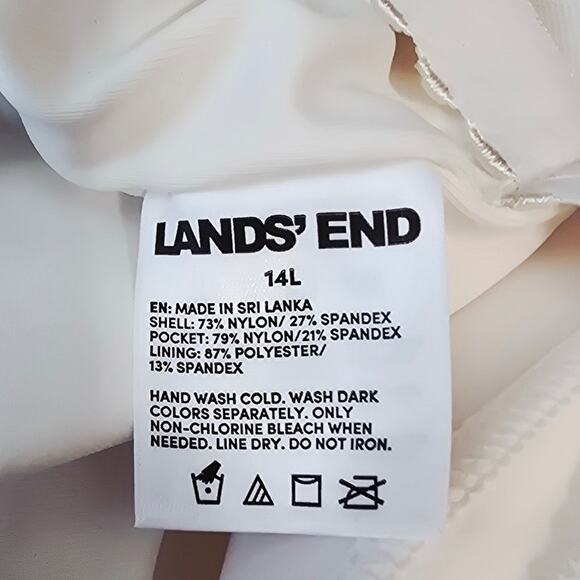 LANDS' END
14L
EN: MADE IN SRI LANKA
SHELL: 73% NYLON/ 27% SPANDEX
POCKET: 79% NYLON/21% SPANDEX
LINING: 87% POLYESTER/
13% SPANDEX
HAND WASH COLD. WASH DARK
COLORS SEPARATELY. ONLY
NON-CHLORINE BLEACH WHEN
NEEDED. LINE DRY. DO NOT IRON.